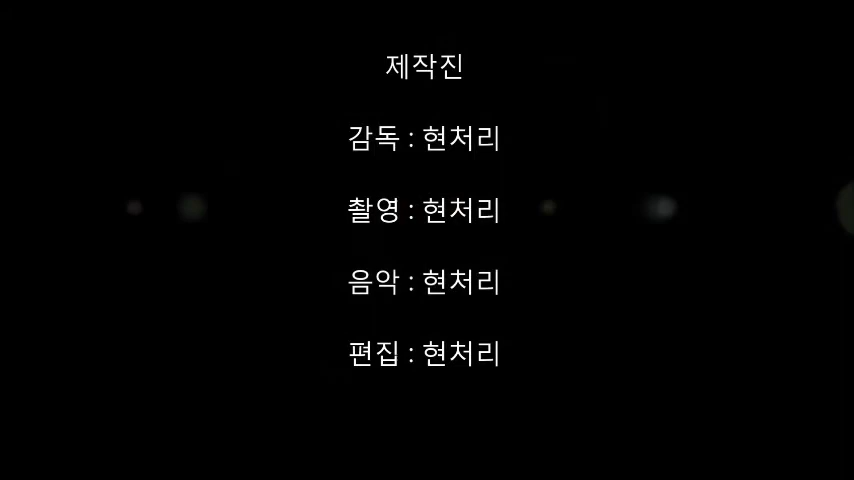 제작진
감독 : 현처리
촬영 : 현처리
음악 : 현처리
편집 : 현처리